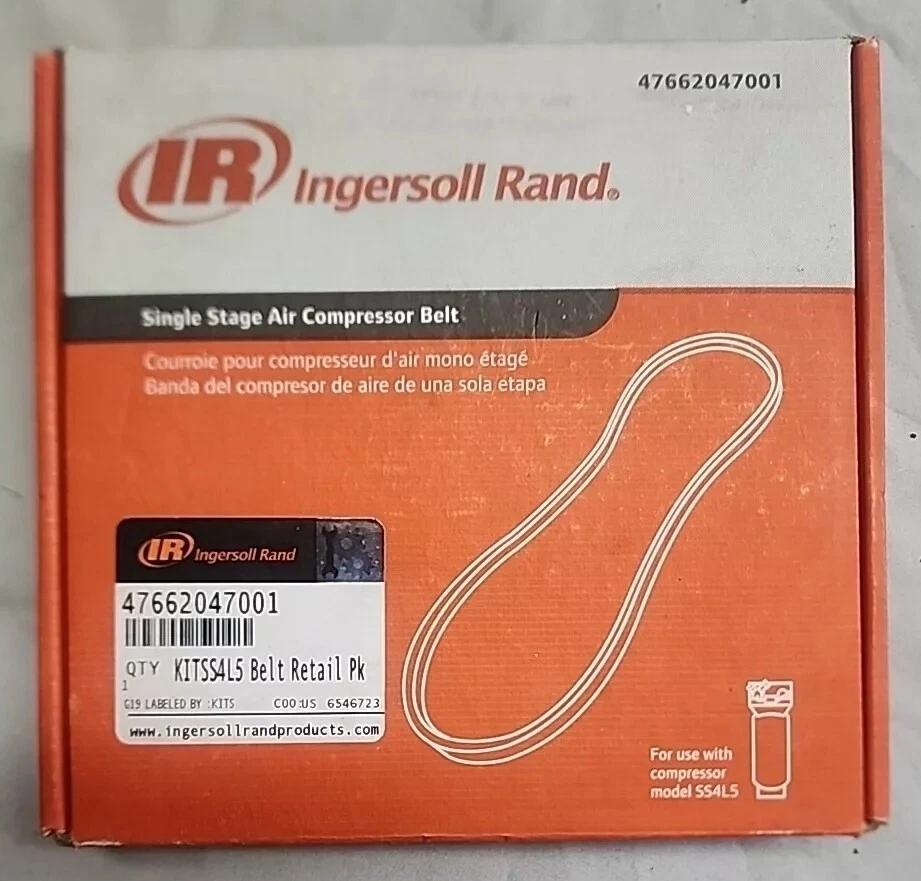 47662047001
IR Ingersoll Rand®
Single Stage Air Compressor Belt
Courroie pour compresseur d'air mono étagé
Banda del compresor de aire de una sola etapa
IR Ingersoll Rand
47662047001
QTY KITSS4L5 Belt Retail Pk
1
G19 LABELED BY :KITS COO:US 6546723
www.ingersollrandproducts.com
For use with
compressor
model SS4L5